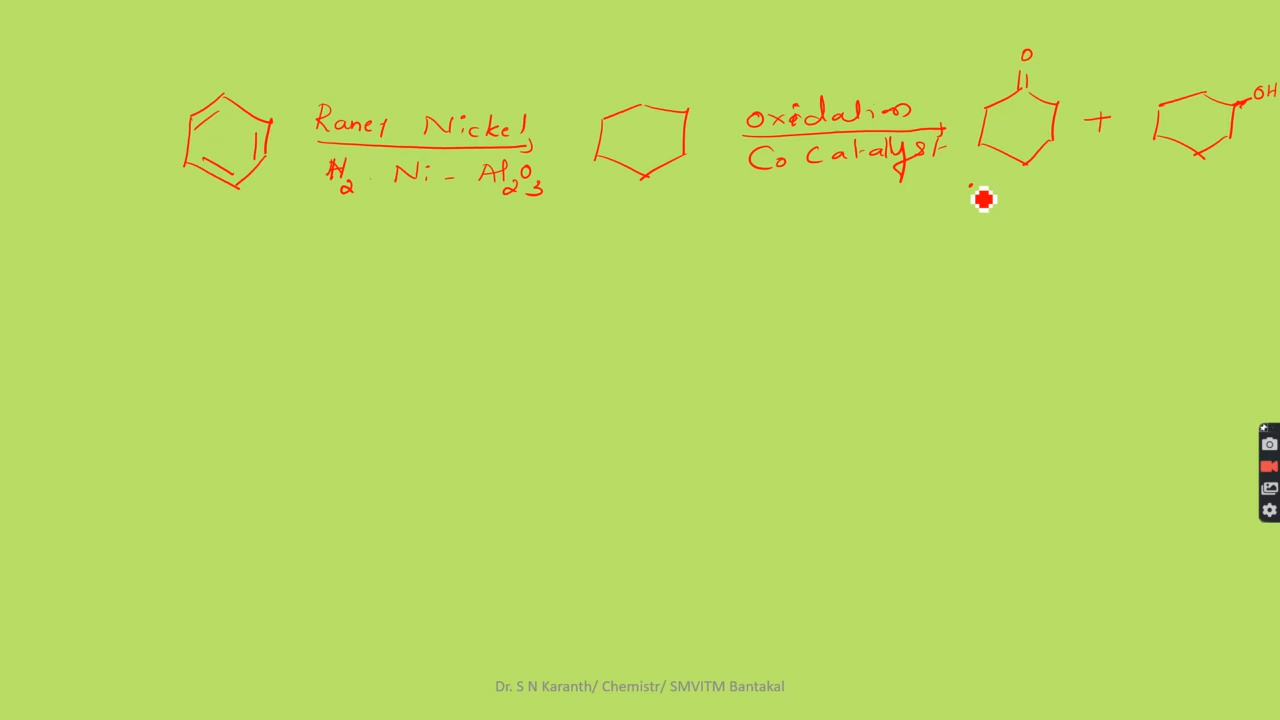 O
Raney Nickel
H2 . Ni - Al2O3
Oxidation
Co Catalyst
+
OH
Dr. S N Karanth/ Chemistr/ SMVITM Bantakal